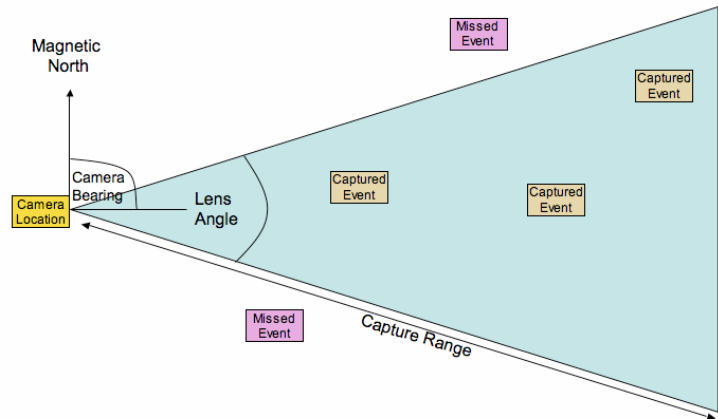 Magnetic
North
Missed
Event
Captured
Event
Camera
Bearing
Camera
Location
Lens
Angle
Captured
Event
Captured
Event
Missed
Event
Capture Range